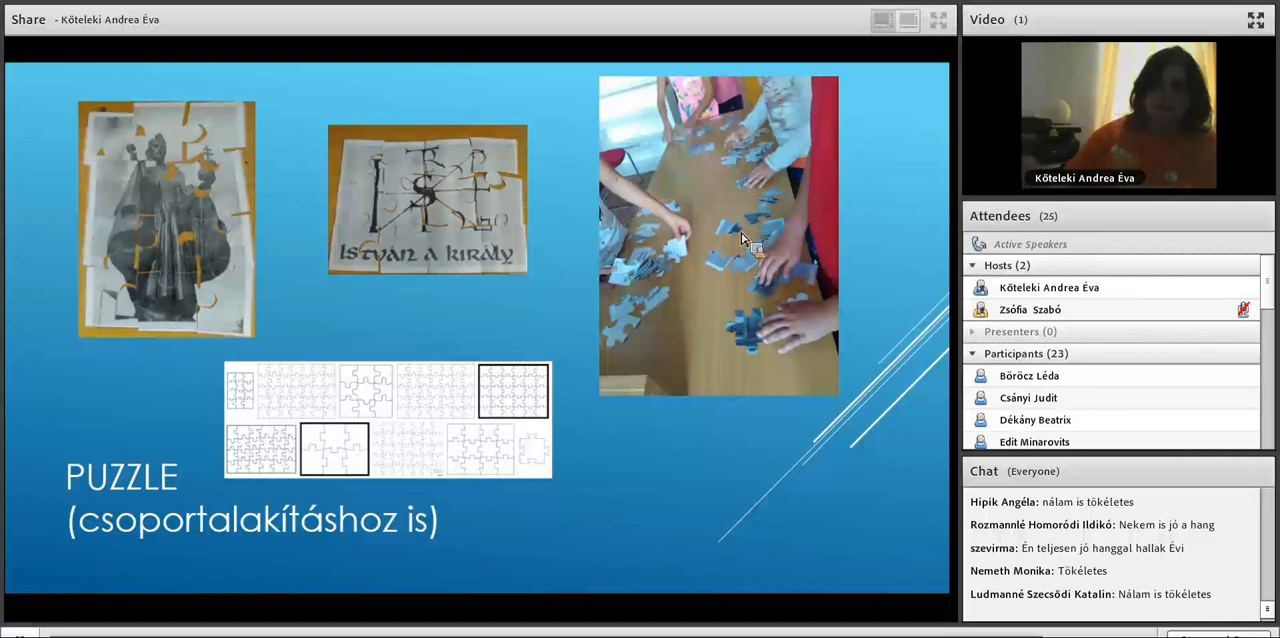 Share - Kőteleki Andrea Éva
István a király
PUZZLE
(csoportalakításhoz is)
Video (1)
Kőteleki Andrea Éva
Attendees (25)
Active Speakers
Hosts (2)
Kőteleki Andrea Éva
Zsófia Szabó
Presenters (0)
Participants (23)
Böröcz Léda
Csányi Judit
Dékány Beatrix
Edit Minarovits
Chat (Everyone)
Hipik Angéla: nálam is tökéletes
Rozmannlé Homoródi Ildikó: Nekem is jó a hang
szevirma: Én teljesen jó hanggal hallak Évi
Nemeth Monika: Tökéletes
Ludmanné Szecsődi Katalin: Nálam is tökéletes